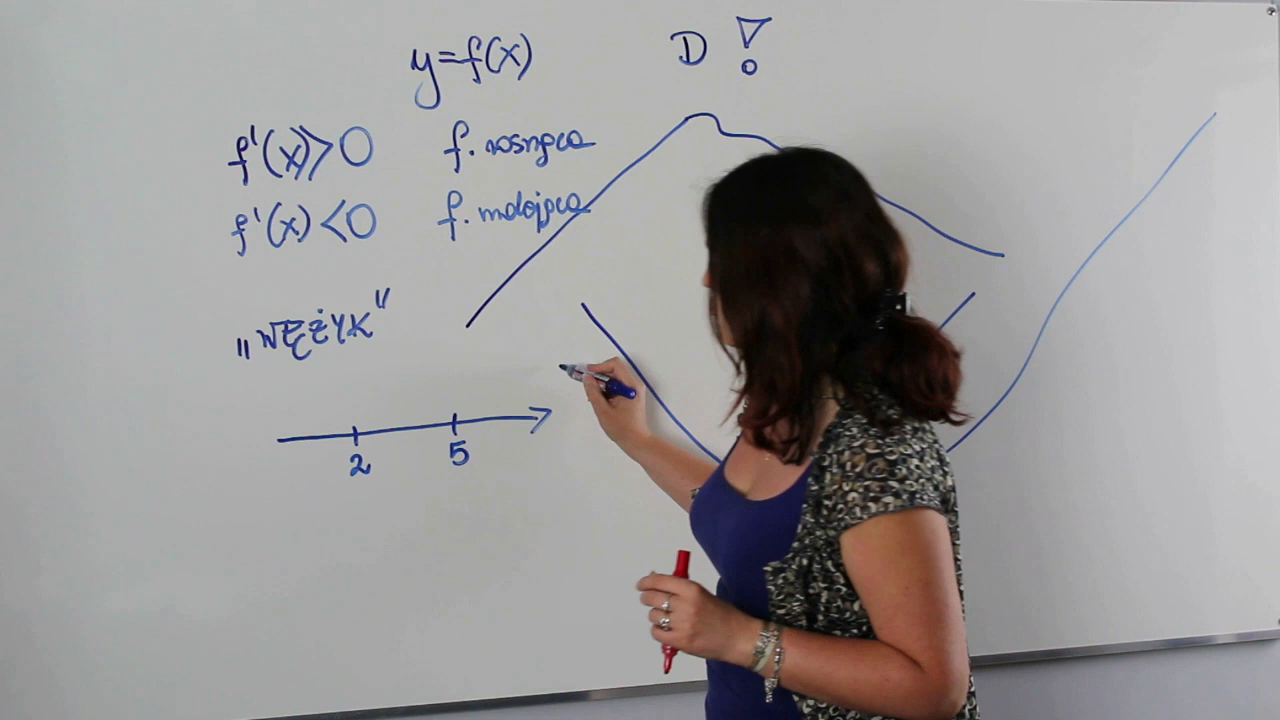 y=f(x) D !
f'(x)>0 f. rosnąca
f'(x)<0 f. malejąca
„WĘŻYK"
2 5